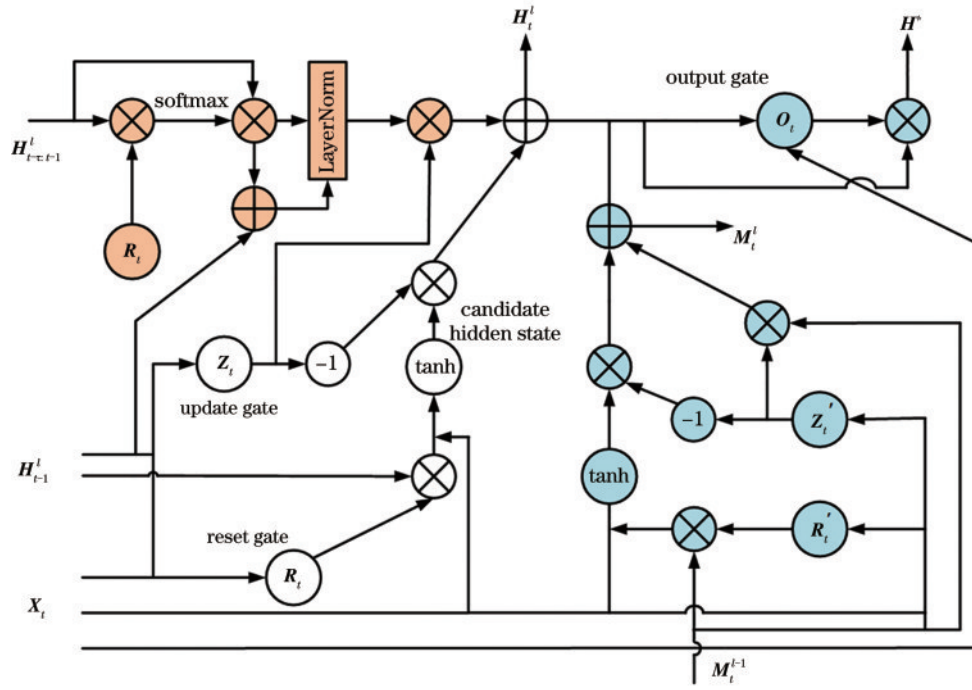 H_t^l
H*
output gate
softmax
LayerNorm
O_t
H_{t-τ:t-1}^l
R_t
M_t^l
candidate
hidden state
Z_t
-1
tanh
update gate
-1
Z_t'
H_{t-1}^l
tanh
reset gate
R_t'
R_t
X_t
M_t^{l-1}